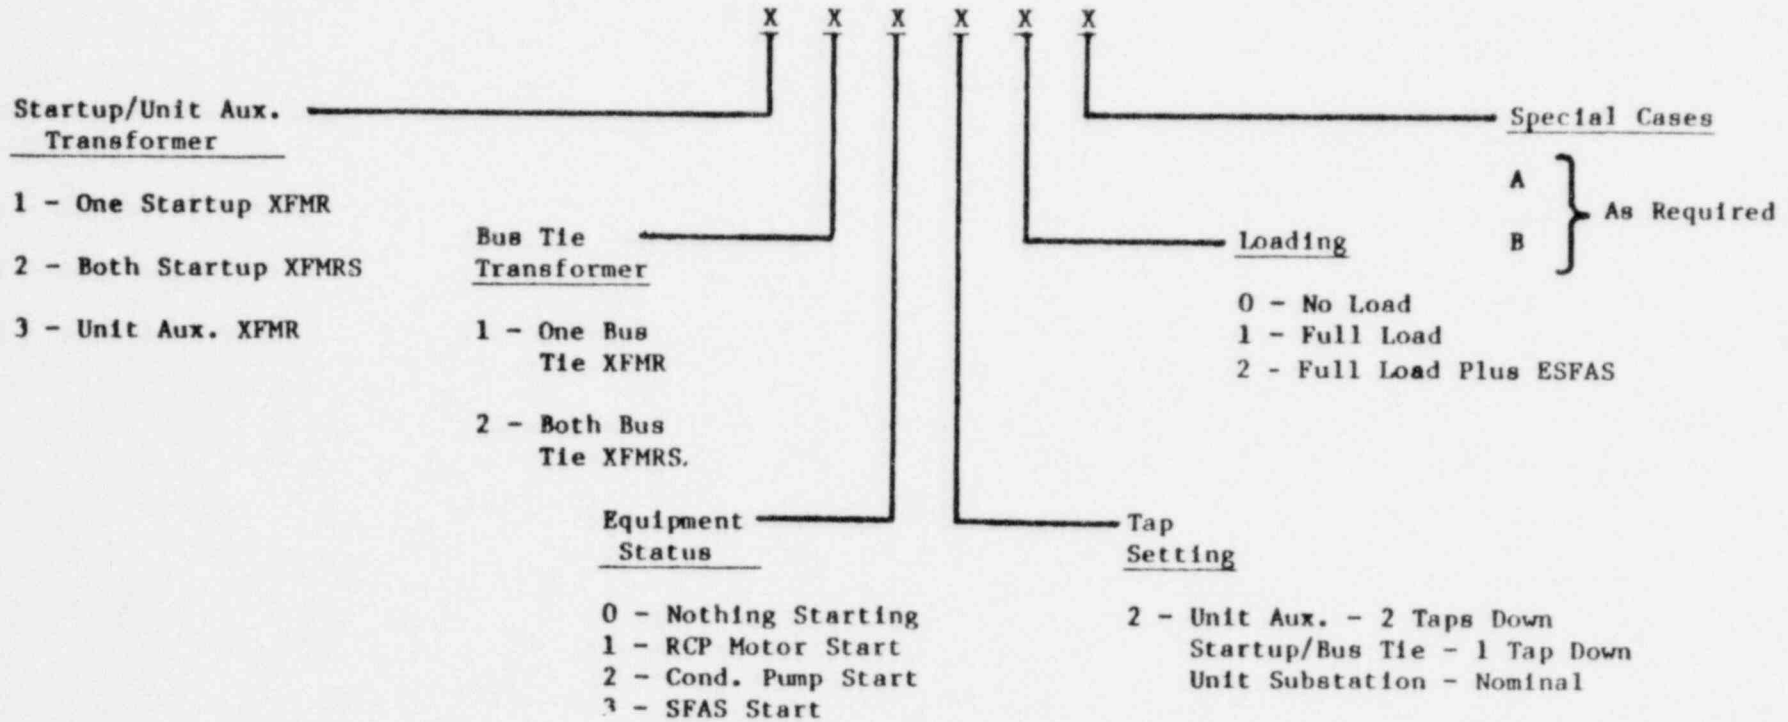 X X X X X X
Startup/Unit Aux.
Transformer
1 - One Startup XFMR
2 - Both Startup XFMRS
3 - Unit Aux. XFMR
Bus Tie
Transformer
1 - One Bus
Tie XFMR
2 - Both Bus
Tie XFMRS.
Equipment
Status
0 - Nothing Starting
1 - RCP Motor Start
2 - Cond. Pump Start
3 - SFAS Start
Tap
Setting
2 - Unit Aux. - 2 Taps Down
Startup/Bus Tie - 1 Tap Down
Unit Substation - Nominal
Loading
0 - No Load
1 - Full Load
2 - Full Load Plus ESFAS
Special Cases
A
B
As Required